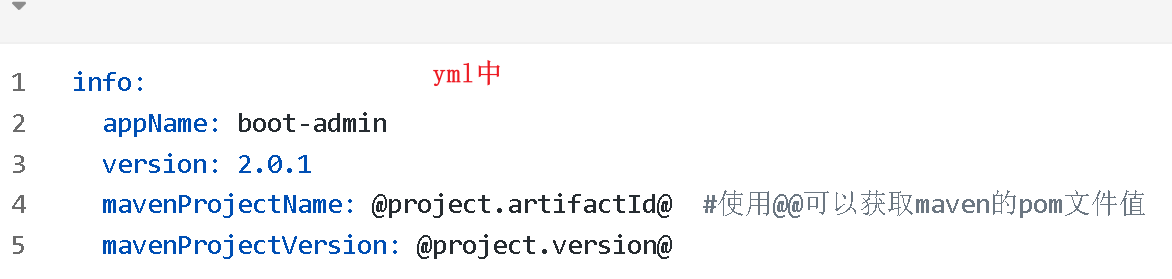 yml中
1 info:
2 appName: boot-admin
3 version: 2.0.1
4 mavenProjectName: @project.artifactId@ #使用@@可以获取maven的pom文件值
5 mavenProjectVersion: @project.version@